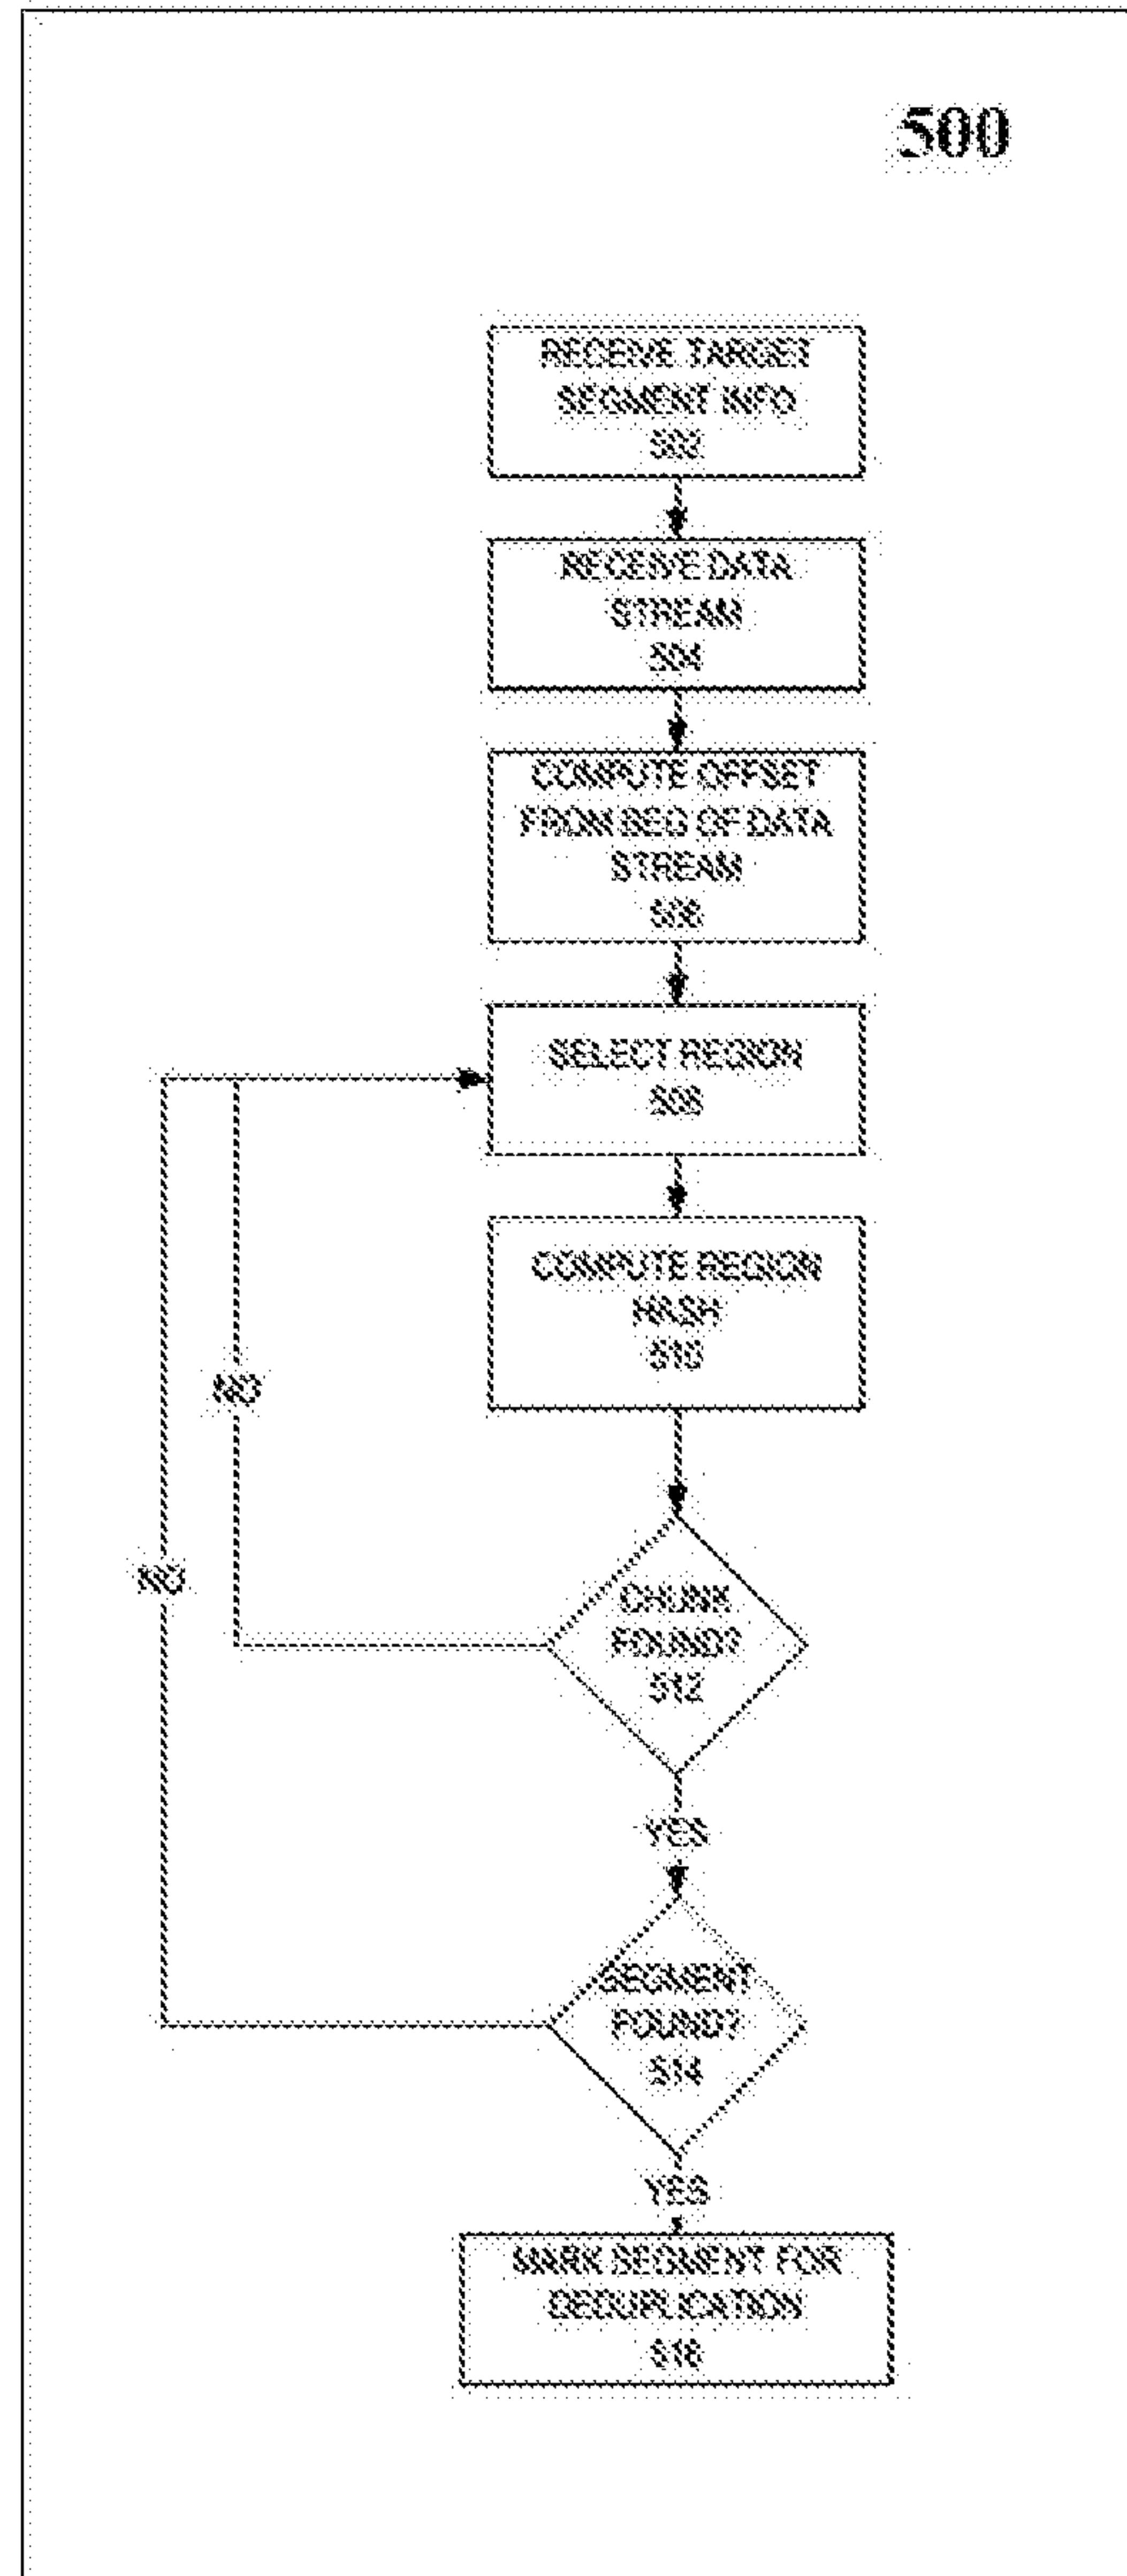 500
RECEIVE TARGET
SEGMENT INFO
502
RECEIVE DATA
STREAM
504
COMPUTE OFFSET
FROM BEG OF DATA
STREAM
506
SELECT REGION
508
COMPUTE REGION
HASH
510
NO
NO
CHUNK
FOUND?
512
YES
SEGMENT
FOUND?
514
YES
MARK SEGMENT FOR
DEDUPLICATION
516